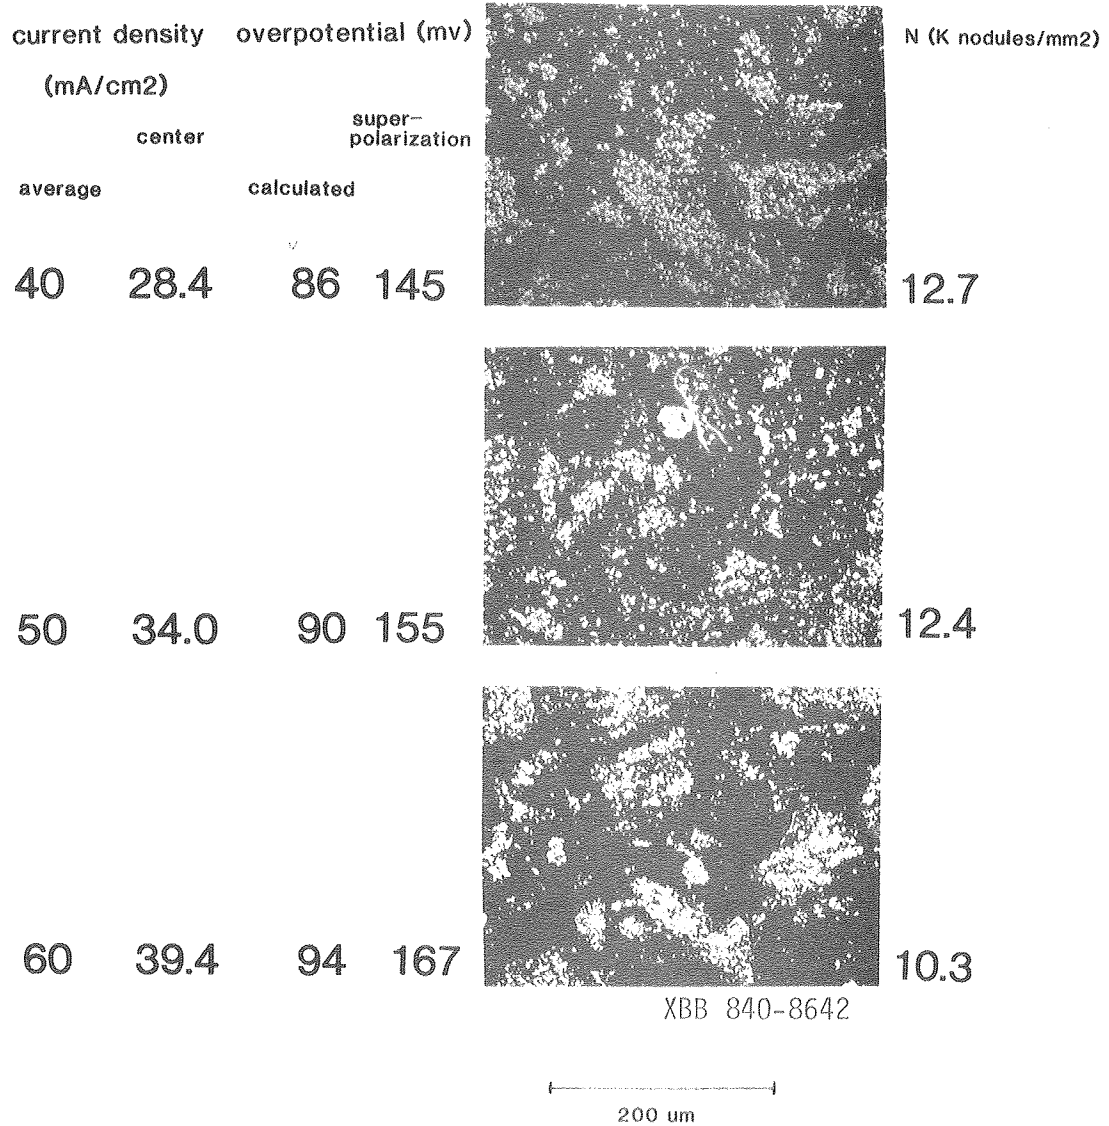 current density overpotential (mv) N (K nodules/mm2)
(mA/cm2)
center super-
polarization
average calculated
40 28.4 86 145 12.7
50 34.0 90 155 12.4
60 39.4 94 167 10.3
XBB 840-8642
200 um